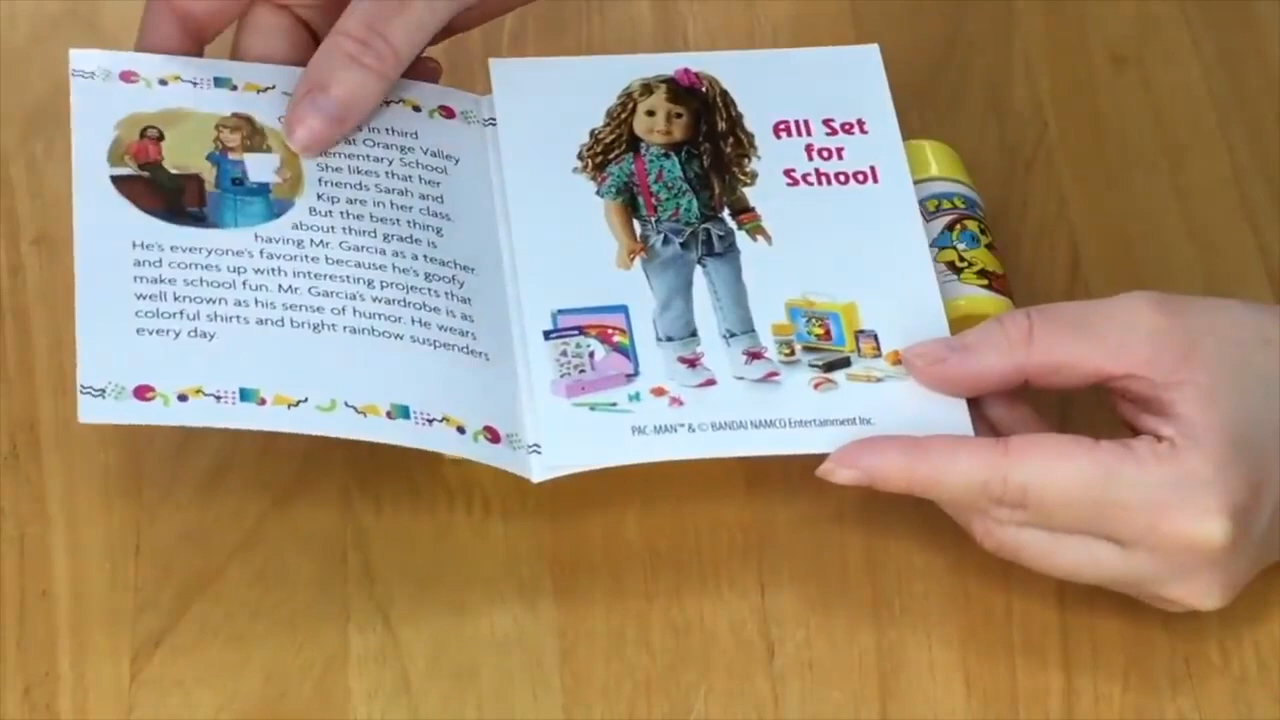 s in third
at Orange Valley
ementary School.
She likes that her
friends Sarah and
Kip are in her class.
But the best thing
about third grade is
having Mr. Garcia as a teacher.
He's everyone's favorite because he's goofy
and comes up with interesting projects that
make school fun. Mr. Garcia's wardrobe is as
well known as his sense of humor. He wears
colorful shirts and bright rainbow suspenders
every day.
All Set
for
School
PAC-MAN™ & © BANDAI NAMCO Entertainment Inc.
PAC